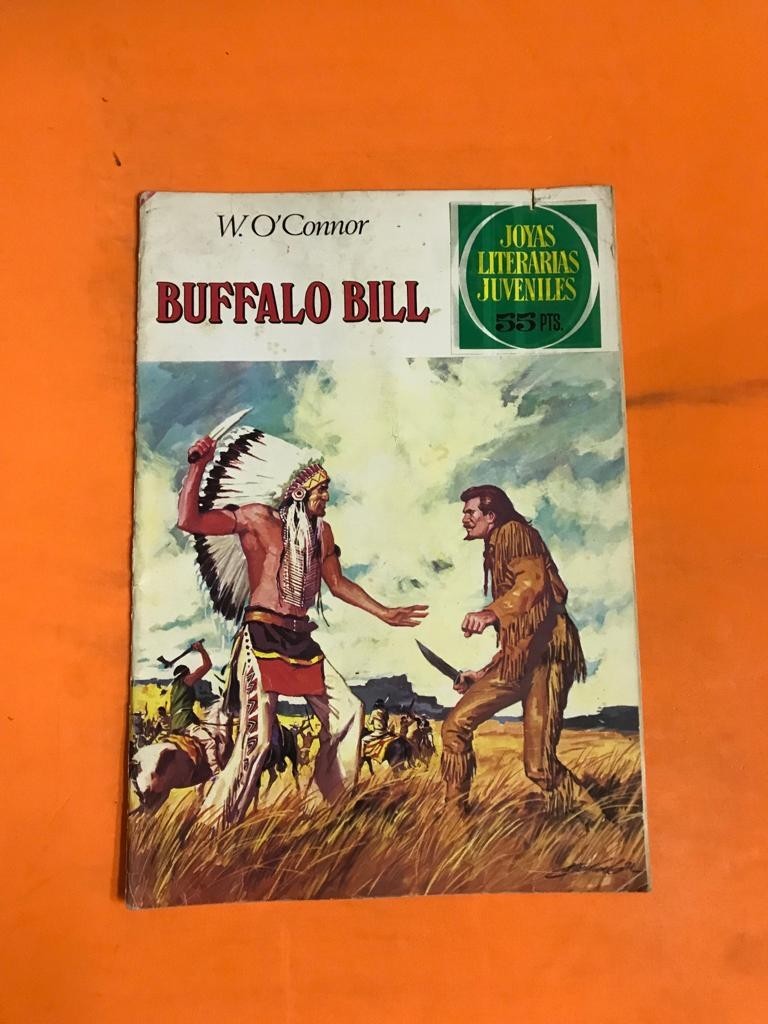 W. O'Connor
BUFFALO BILL
JOYAS
LITERARIAS
JUVENILES
55 PTS.